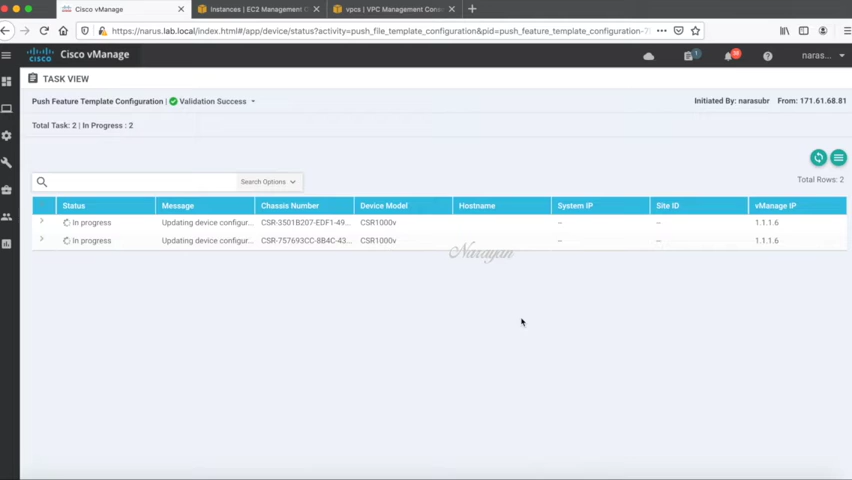 Cisco vManage
Instances | EC2 Management C
vpcs | VPC Management Conso
https://narus.lab.local/index.html#/app/device/status?activity=push_file_template_configuration&pid=push_feature_template_configuration-7
Cisco vManage
1
naras...
TASK VIEW
Push Feature Template Configuration | Validation Success
Initiated By: narasubr From: 171.61.68.81
Total Task: 2 | In Progress : 2
Search Options
Total Rows: 2
Status Message Chassis Number Device Model Hostname System IP Site ID vManage IP
In progress Updating device configur... CSR-3501B207-EDF1-49... CSR1000v -- -- 1.1.1.6
In progress Updating device configur... CSR-757693CC-8B4C-43... CSR1000v -- -- 1.1.1.6
Narayan